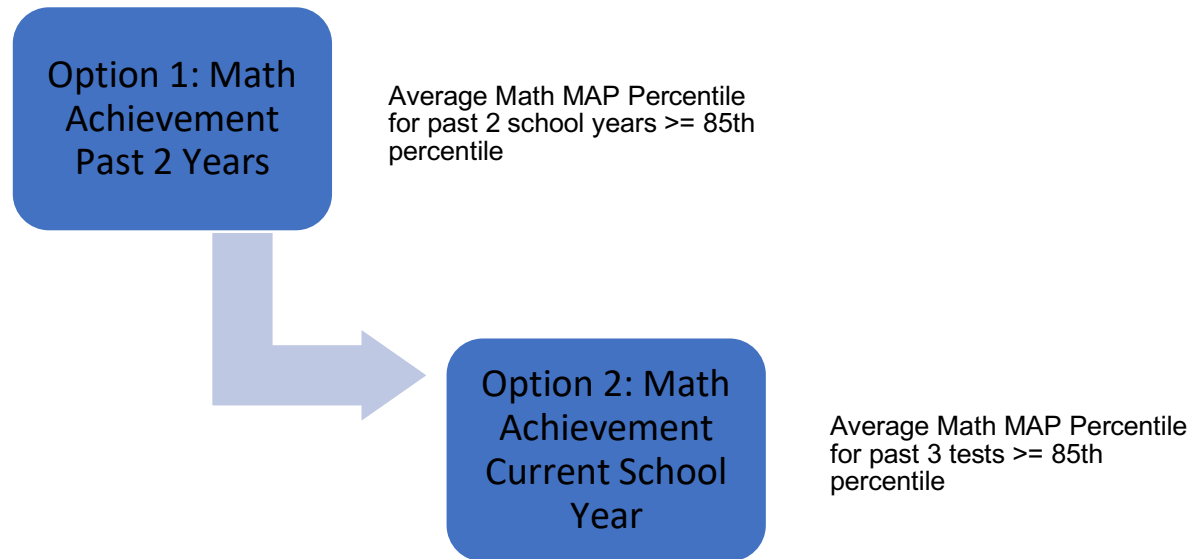 Option 1: Math
Achievement
Past 2 Years
Average Math MAP Percentile
for past 2 school years >= 85th
percentile
Option 2: Math
Achievement
Current School
Year
Average Math MAP Percentile
for past 3 tests >= 85th
percentile